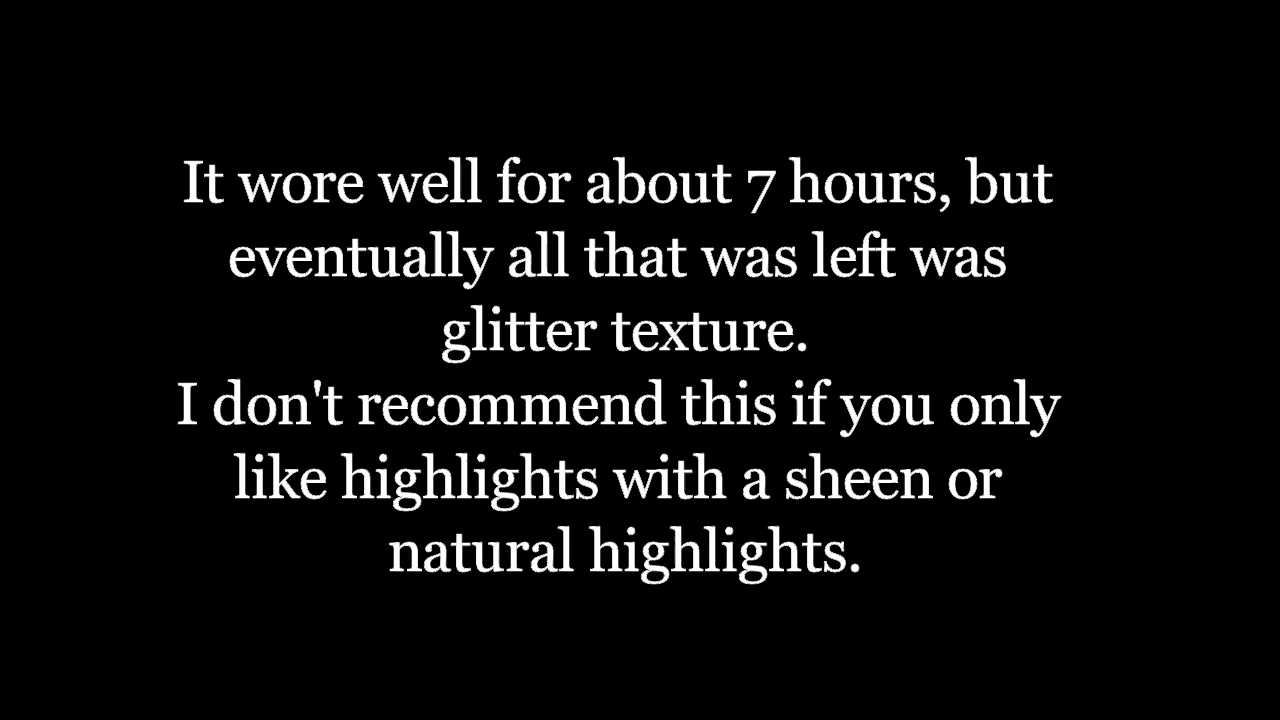 It wore well for about 7 hours, but
eventually all that was left was
glitter texture.
I don't recommend this if you only
like highlights with a sheen or
natural highlights.